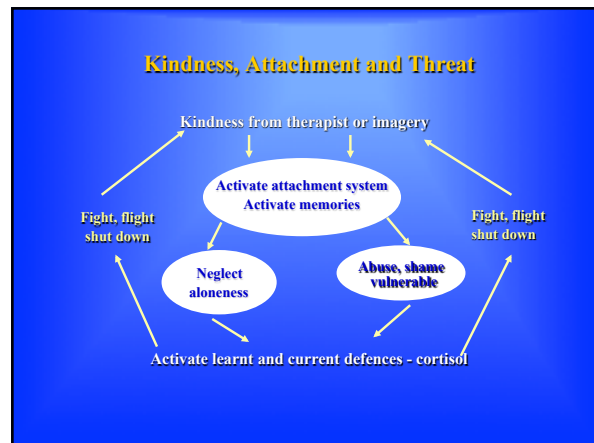 Kindness, Attachment and Threat
Kindness from therapist or imagery
Activate attachment system
Activate memories
Fight, flight
shut down
Fight, flight
shut down
Neglect
aloneness
Abuse, shame
vulnerable
Activate learnt and current defences - cortisol